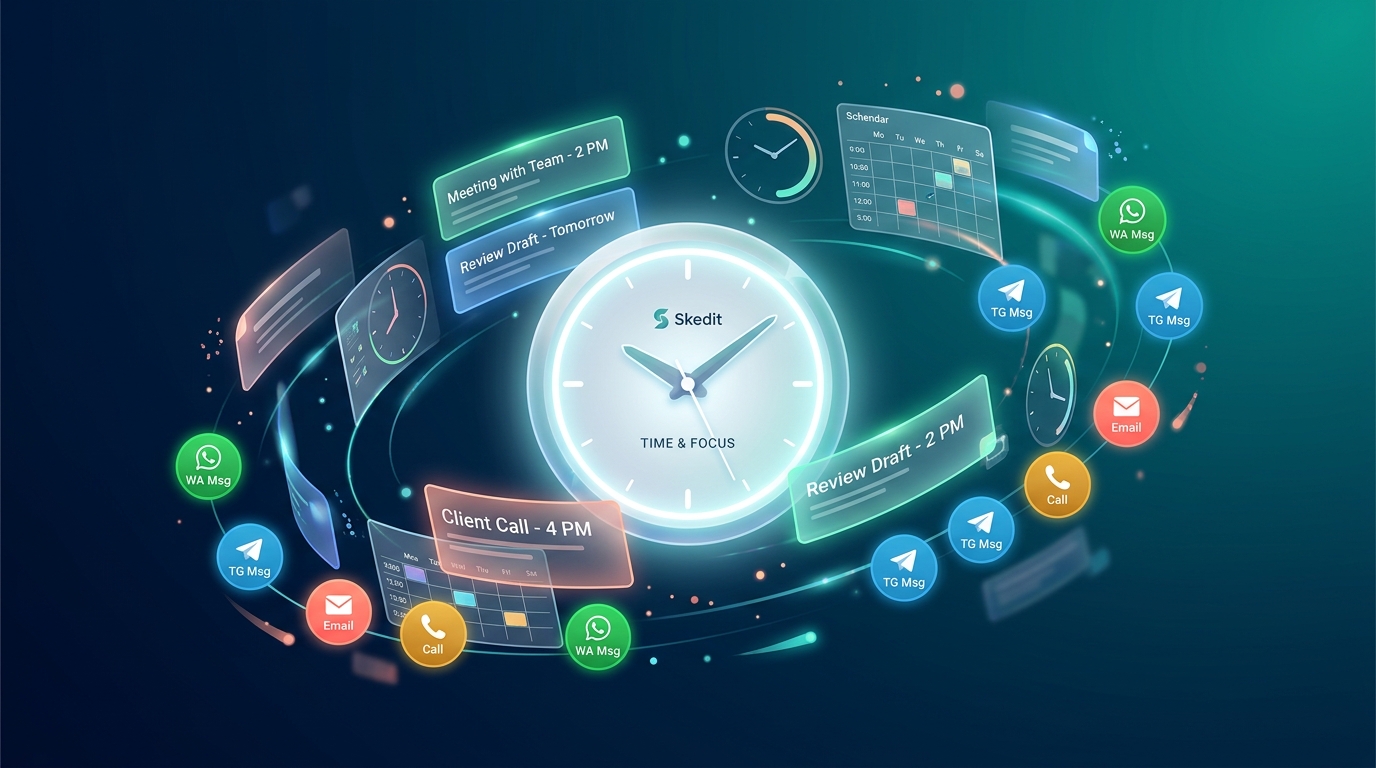 Meeting with Team - 2 PM
Review Draft - Tomorrow
Schendar
Mo Tu We Th Fr Sa
11:00
12:00
WA Msg
TG Msg
TG Msg
Skedit
TIME & FOCUS
Email
Review Draft - 2 PM
Call
WA Msg
TG Msg
TG Msg
TG Msg
Client Call - 4 PM
Email
Call
WA Msg